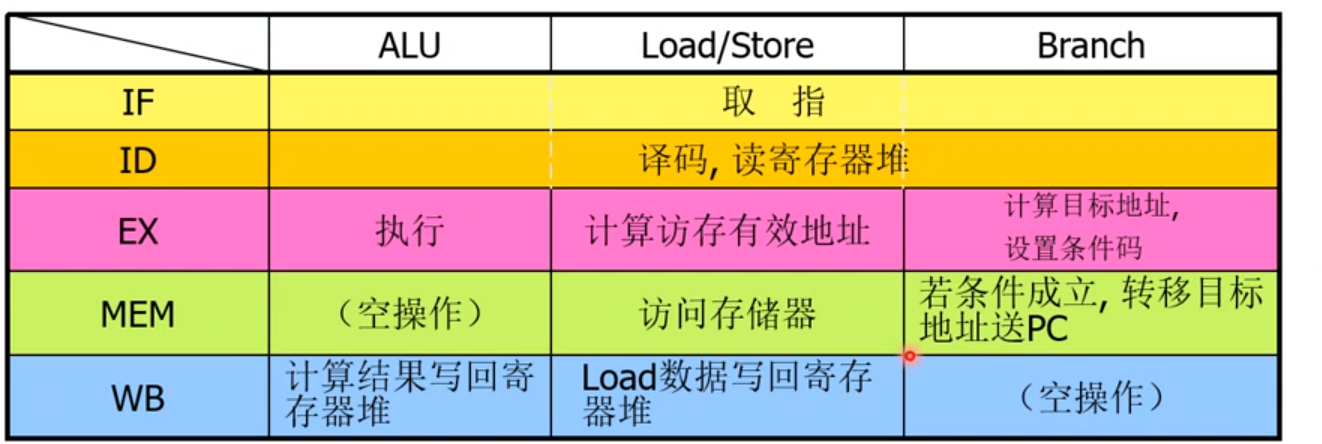 ALU Load/Store Branch
IF 取 指
ID 译码, 读寄存器堆
EX 执行 计算访存有效地址 计算目标地址,
设置条件码
MEM （空操作） 访问存储器 若条件成立, 转移目标
地址送PC
WB 计算结果写回寄 Load数据写回寄存 （空操作）
存器堆 器堆